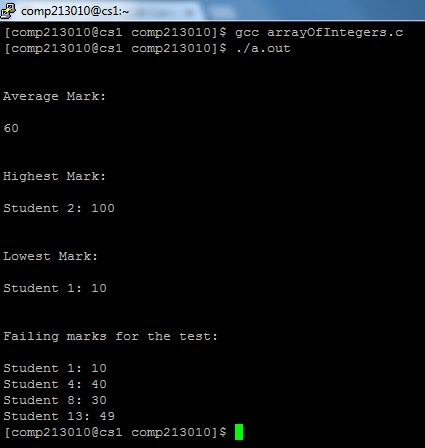 comp213010@cs1:~
[comp213010@cs1 comp213010]$ gcc arrayOfIntegers.c
[comp213010@cs1 comp213010]$ ./a.out
Average Mark:
60
Highest Mark:
Student 2: 100
Lowest Mark:
Student 1: 10
Failing marks for the test:
Student 1: 10
Student 4: 40
Student 8: 30
Student 13: 49
[comp213010@cs1 comp213010]$